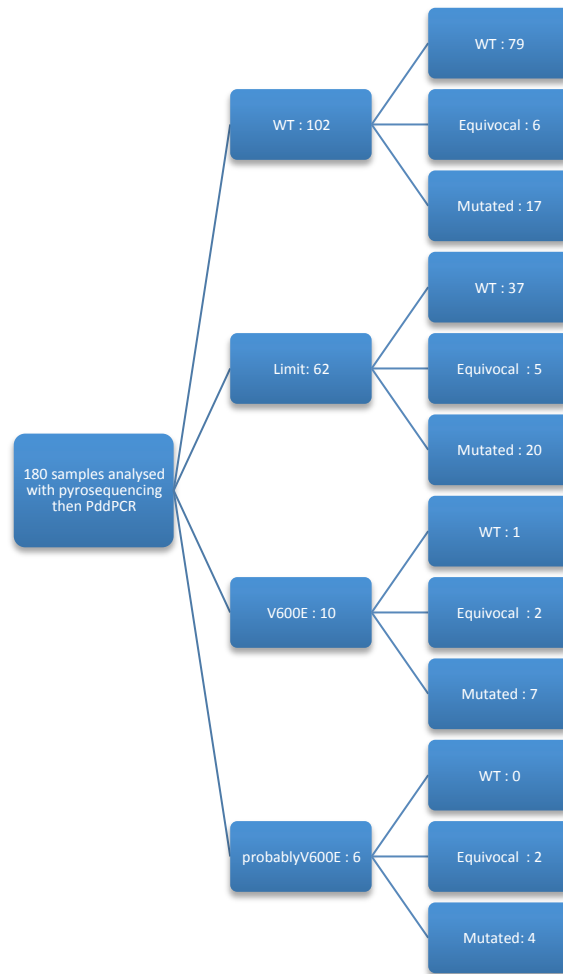 180 samples analysed
with pyrosequencing
then PddPCR
WT : 102
WT : 79
Equivocal : 6
Mutated : 17
Limit: 62
WT : 37
Equivocal  : 5
Mutated : 20
V600E : 10
WT : 1
Equivocal  : 2
Mutated : 7
probablyV600E : 6
WT : 0
Equivocal  : 2
Mutated: 4